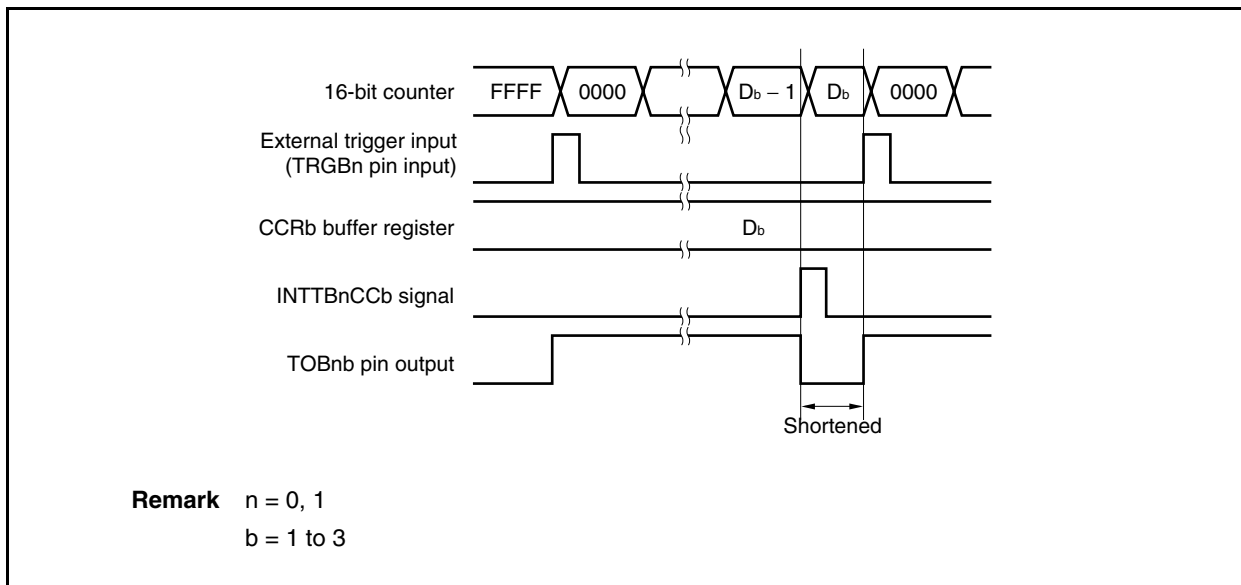 16-bit counter FFFF 0000 Db − 1 Db 0000
External trigger input
(TRGBn pin input)
CCRb buffer register Db
INTTBnCCb signal
TOBnb pin output
Shortened
Remark n = 0, 1
b = 1 to 3